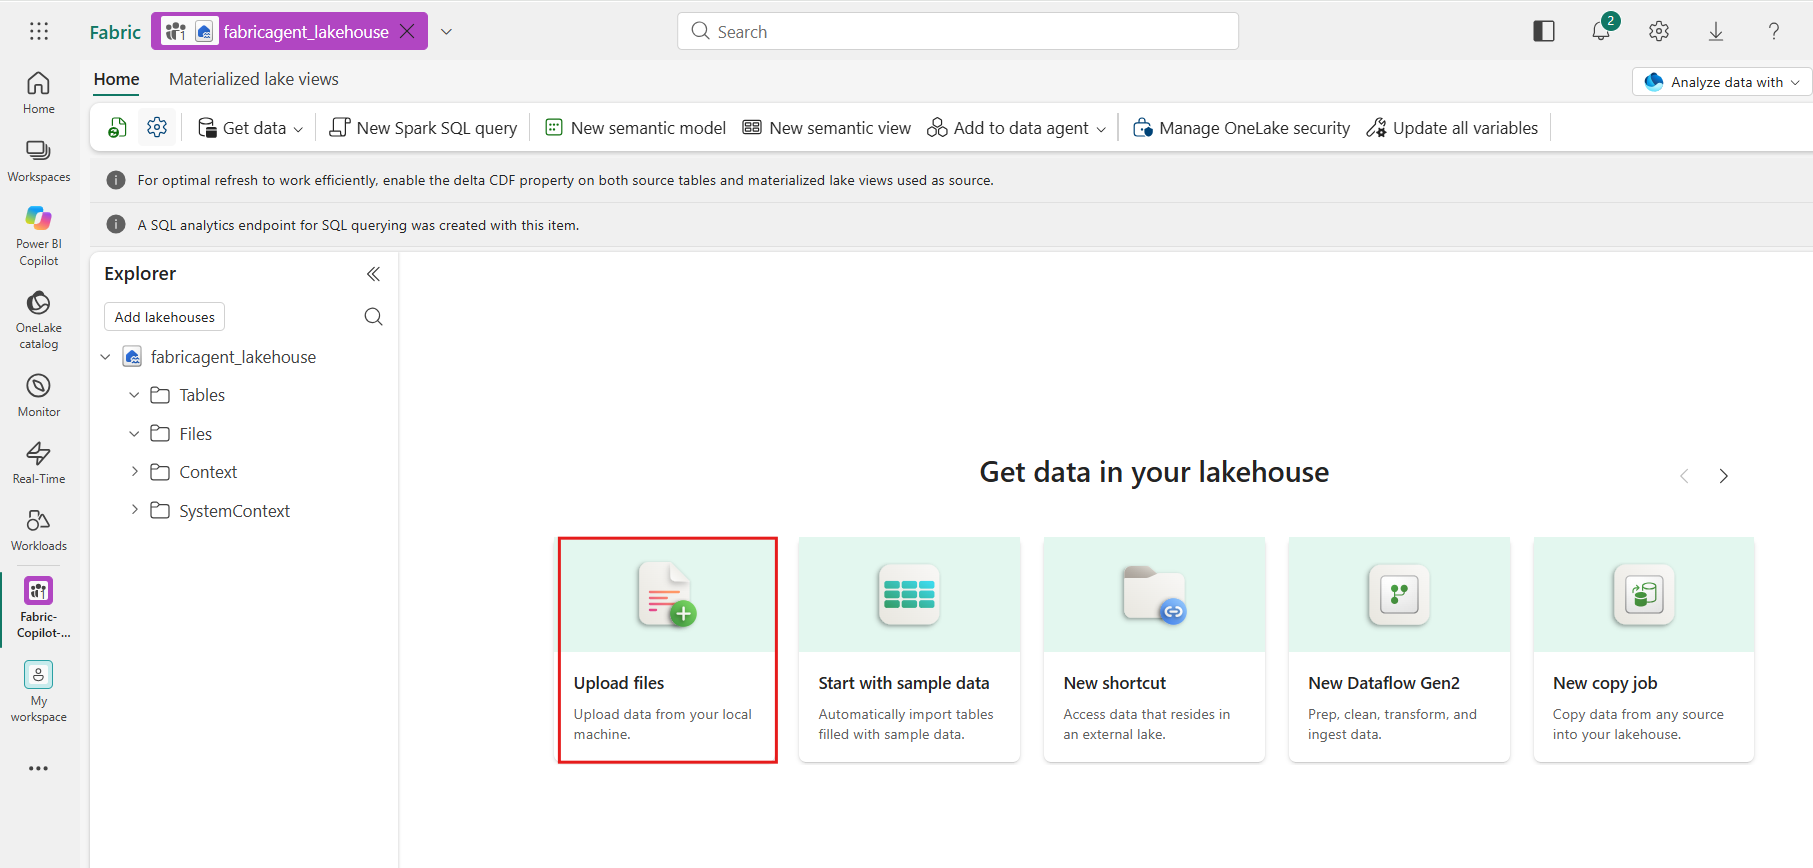 Fabric
fabricagent_lakehouse
Search
2
Home
Materialized lake views
Analyze data with
Get data
New Spark SQL query
New semantic model
New semantic view
Add to data agent
Manage OneLake security
Update all variables
For optimal refresh to work efficiently, enable the delta CDF property on both source tables and materialized lake views used as source.
A SQL analytics endpoint for SQL querying was created with this item.
Home
Workspaces
Power BI
Copilot
OneLake
catalog
Monitor
Real-Time
Workloads
Fabric-
Copilot-...
My
workspace
Explorer
Add lakehouses
fabricagent_lakehouse
Tables
Files
Context
SystemContext
Get data in your lakehouse
Upload files
Upload data from your local
machine.
Start with sample data
Automatically import tables
filled with sample data.
New shortcut
Access data that resides in
an external lake.
New Dataflow Gen2
Prep, clean, transform, and
ingest data.
New copy job
Copy data from any source
into your lakehouse.